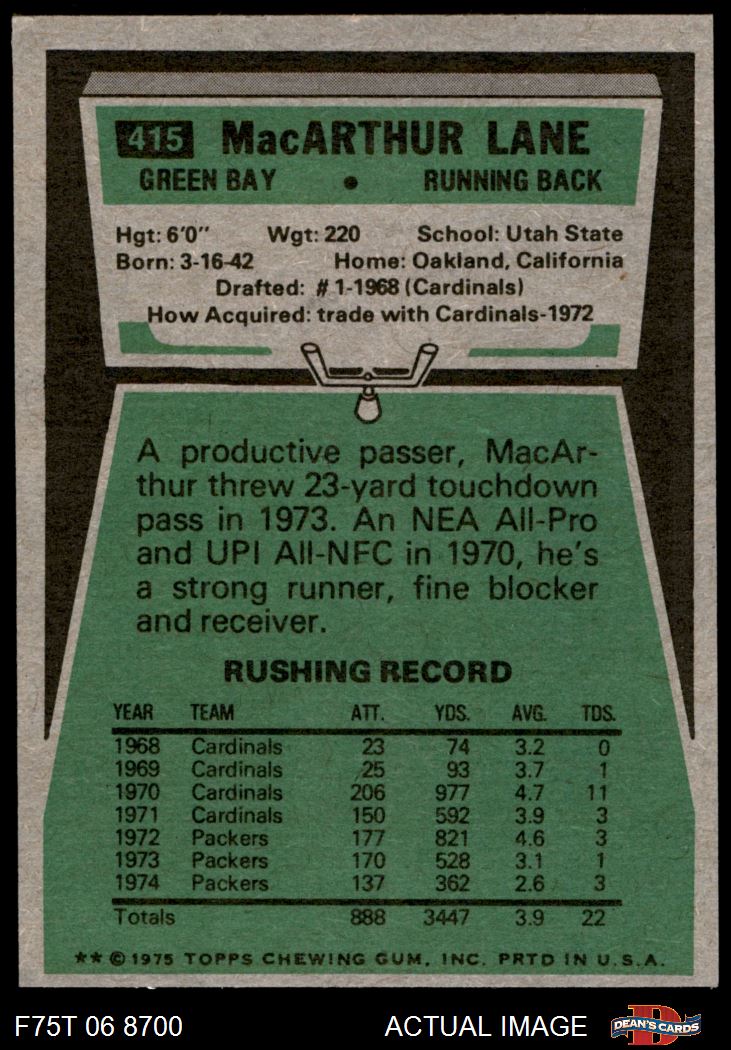 415 MacARTHUR LANE
GREEN BAY • RUNNING BACK
Hgt: 6'0" Wgt: 220 School: Utah State
Born: 3-16-42 Home: Oakland, California
Drafted: #1-1968 (Cardinals)
How Acquired: trade with Cardinals-1972
A productive passer, MacAr-
thur threw 23-yard touchdown
pass in 1973. An NEA All-Pro
and UPI All-NFC in 1970, he's
a strong runner, fine blocker
and receiver.
RUSHING RECORD
YEAR TEAM ATT. YDS. AVG. TDS.
1968 Cardinals 23 74 3.2 0
1969 Cardinals 25 93 3.7 1
1970 Cardinals 206 977 4.7 11
1971 Cardinals 150 592 3.9 3
1972 Packers 177 821 4.6 3
1973 Packers 170 528 3.1 1
1974 Packers 137 362 2.6 3
Totals 888 3447 3.9 22
** © 1975 TOPPS CHEWING GUM, INC. PRTD IN U.S.A.
F75T 06 8700 ACTUAL IMAGE D DEAN'S CARDS